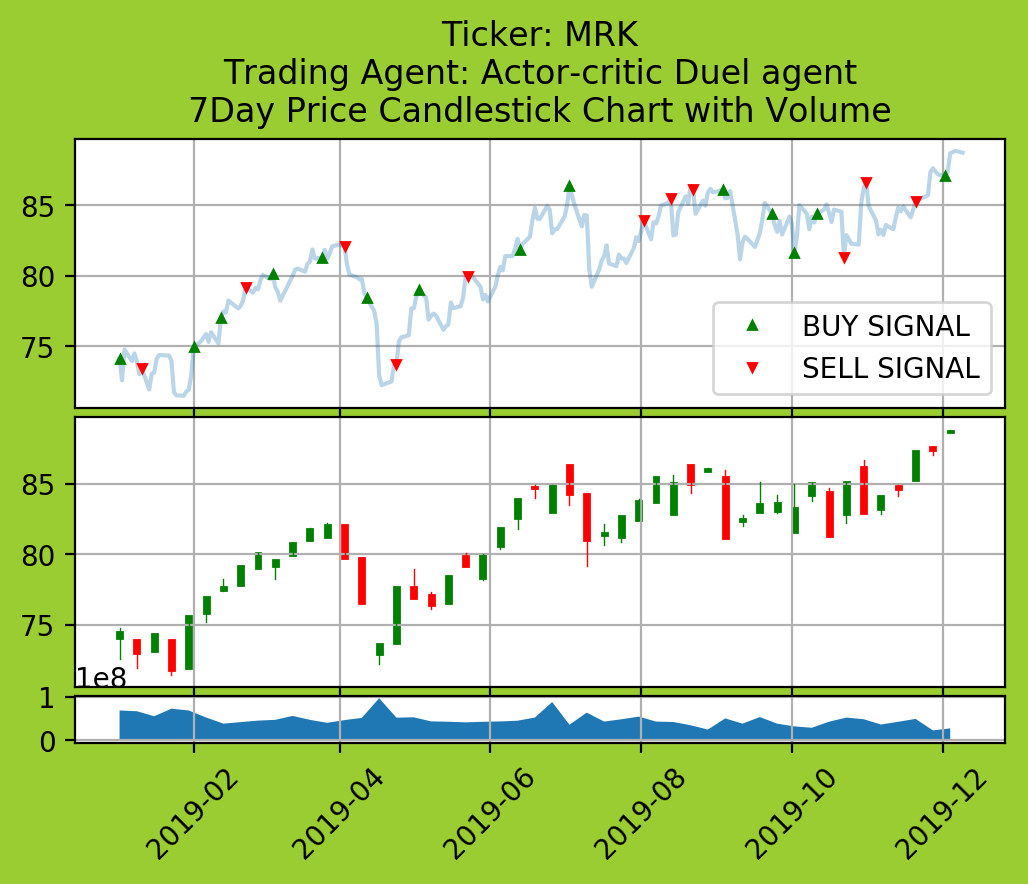 Ticker: MRK
Trading Agent: Actor-critic Duel agent
7Day Price Candlestick Chart with Volume
85
80
75
BUY SIGNAL
SELL SIGNAL
85
80
75
1e8
1
0
2019-02
2019-04
2019-06
2019-08
2019-10
2019-12